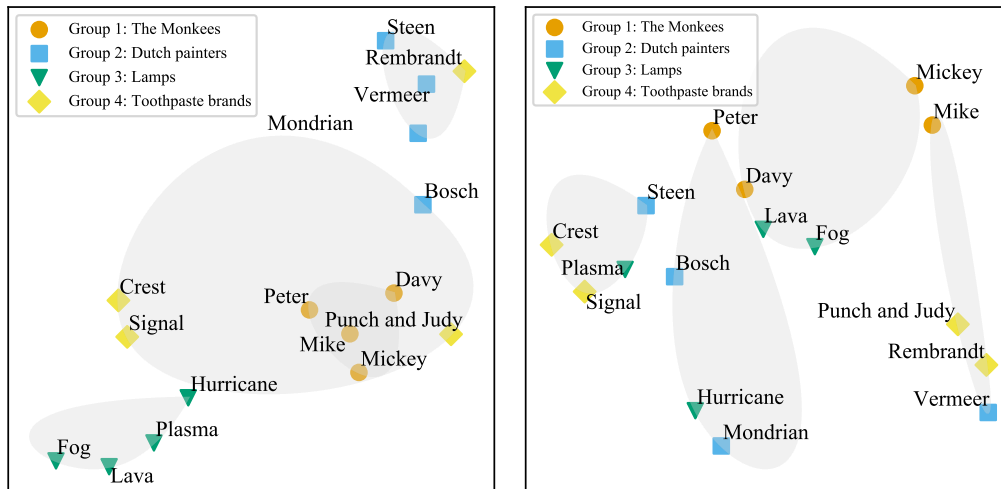 Group 1: The Monkees
Group 2: Dutch painters
Group 3: Lamps
Group 4: Toothpaste brands
Steen
Rembrandt
Vermeer
Mondrian
Bosch
Crest
Signal
Peter
Davy
Punch and Judy
Mike
Mickey
Hurricane
Plasma
Fog
Lava
Group 1: The Monkees
Group 2: Dutch painters
Group 3: Lamps
Group 4: Toothpaste brands
Mickey
Mike
Peter
Davy
Steen
Lava
Fog
Crest
Plasma
Bosch
Signal
Punch and Judy
Rembrandt
Vermeer
Hurricane
Mondrian